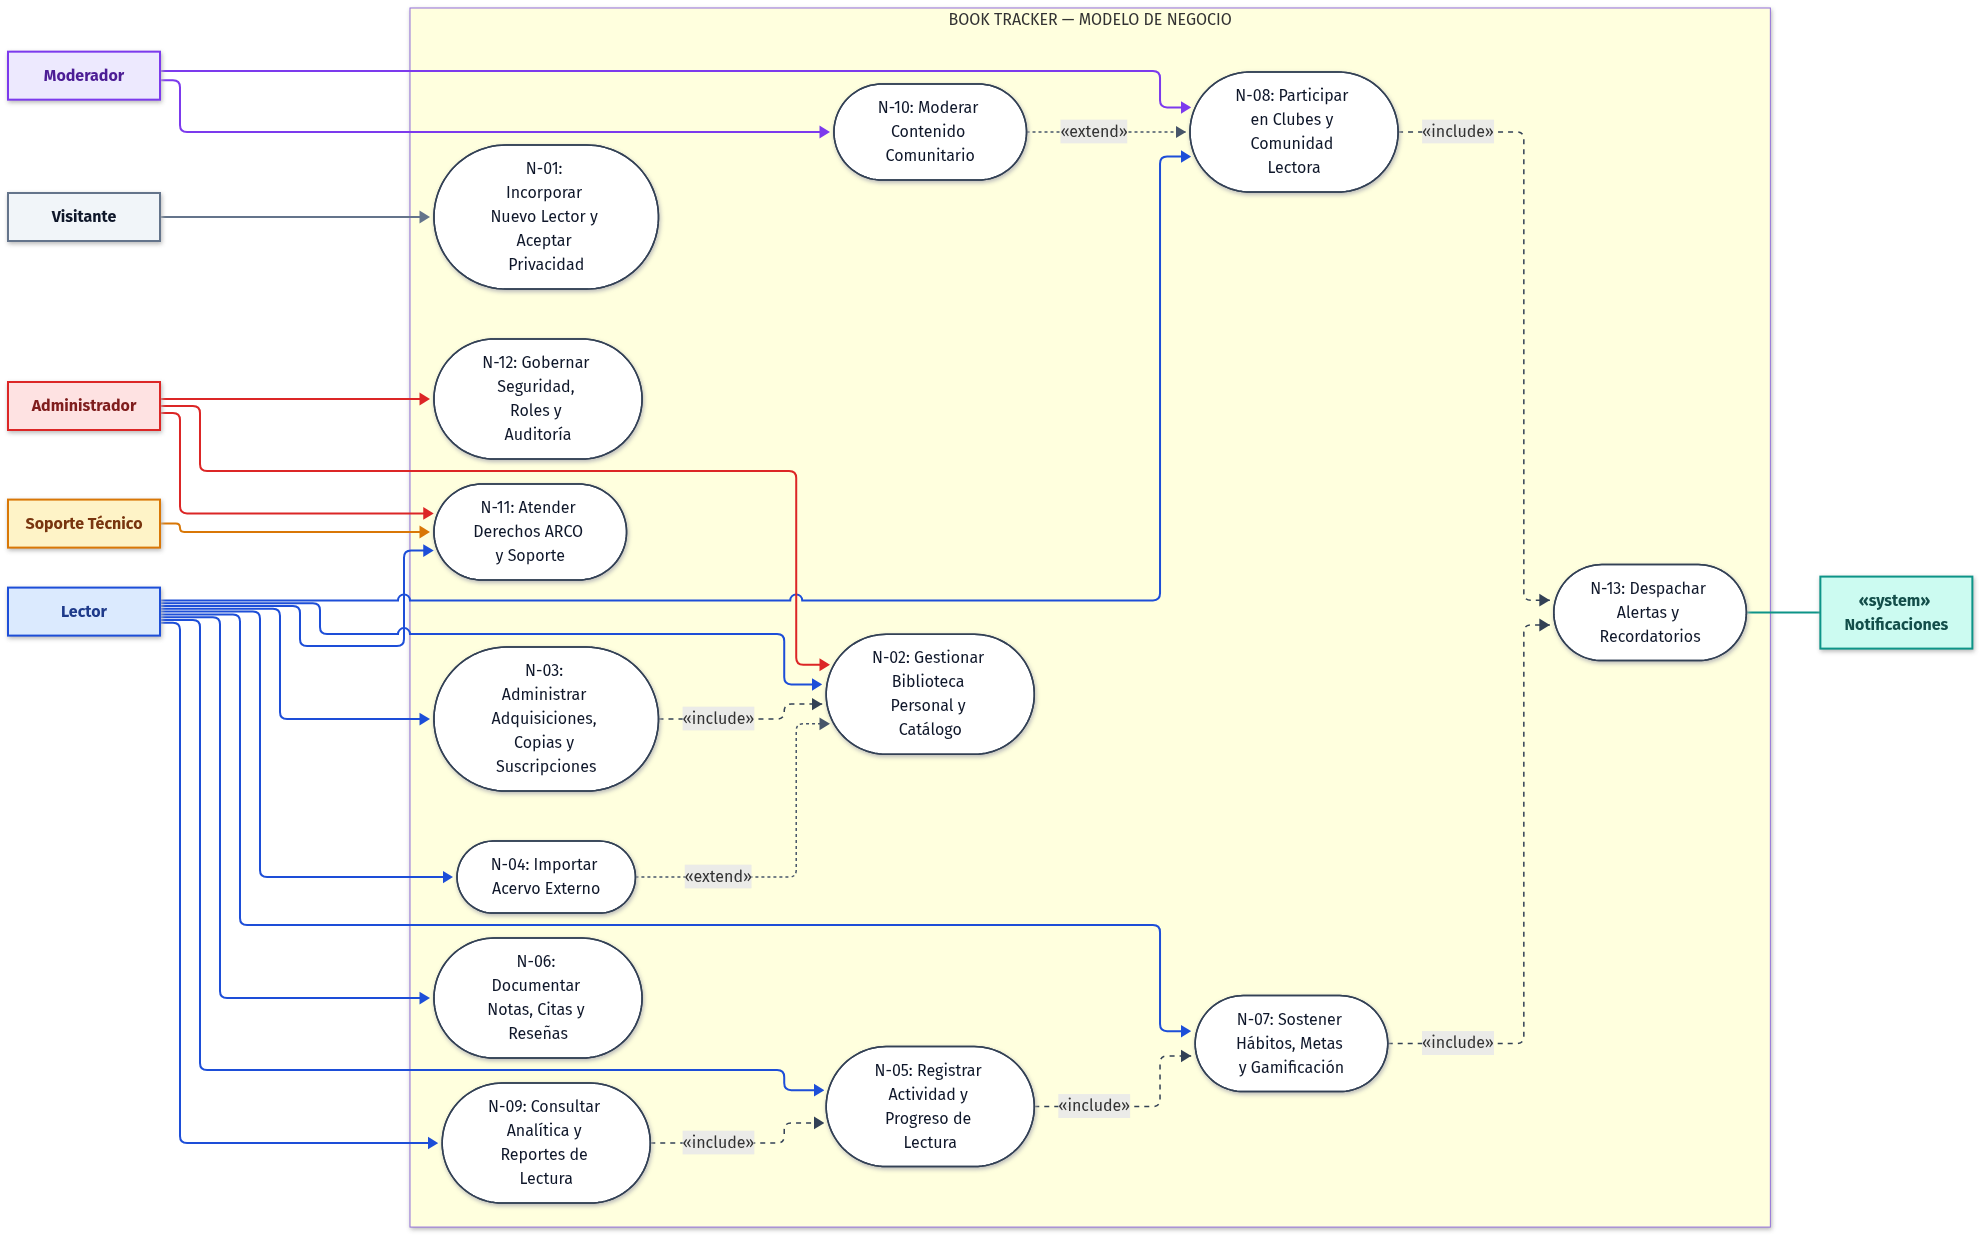 BOOK TRACKER — MODELO DE NEGOCIO
Moderador
Visitante
Administrador
Soporte Técnico
Lector
N-10: Moderar
Contenido
Comunitario
«extend»
N-08: Participar
en Clubes y
Comunidad
Lectora
«include»
N-01:
Incorporar
Nuevo Lector y
Aceptar
Privacidad
N-12: Gobernar
Seguridad,
Roles y
Auditoría
N-11: Atender
Derechos ARCO
y Soporte
N-13: Despachar
Alertas y
Recordatorios
«system»
Notificaciones
N-03:
Administrar
Adquisiciones,
Copias y
Suscripciones
«include»
N-02: Gestionar
Biblioteca
Personal y
Catálogo
N-04: Importar
Acervo Externo
«extend»
N-06:
Documentar
Notas, Citas y
Reseñas
N-09: Consultar
Analítica y
Reportes de
Lectura
«include»
N-05: Registrar
Actividad y
Progreso de
Lectura
«include»
N-07: Sostener
Hábitos, Metas
y Gamificación
«include»